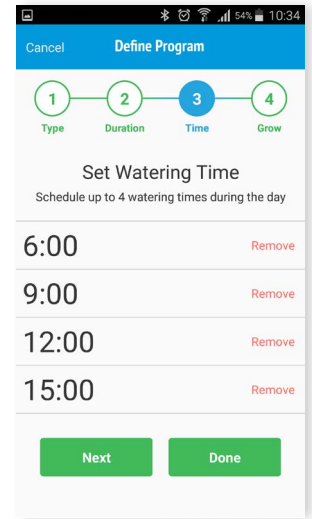 54% 10:34
Cancel Define Program
1 2 3 4
Type Duration Time Grow
Set Watering Time
Schedule up to 4 watering times during the day
6:00 Remove
9:00 Remove
12:00 Remove
15:00 Remove
Next Done